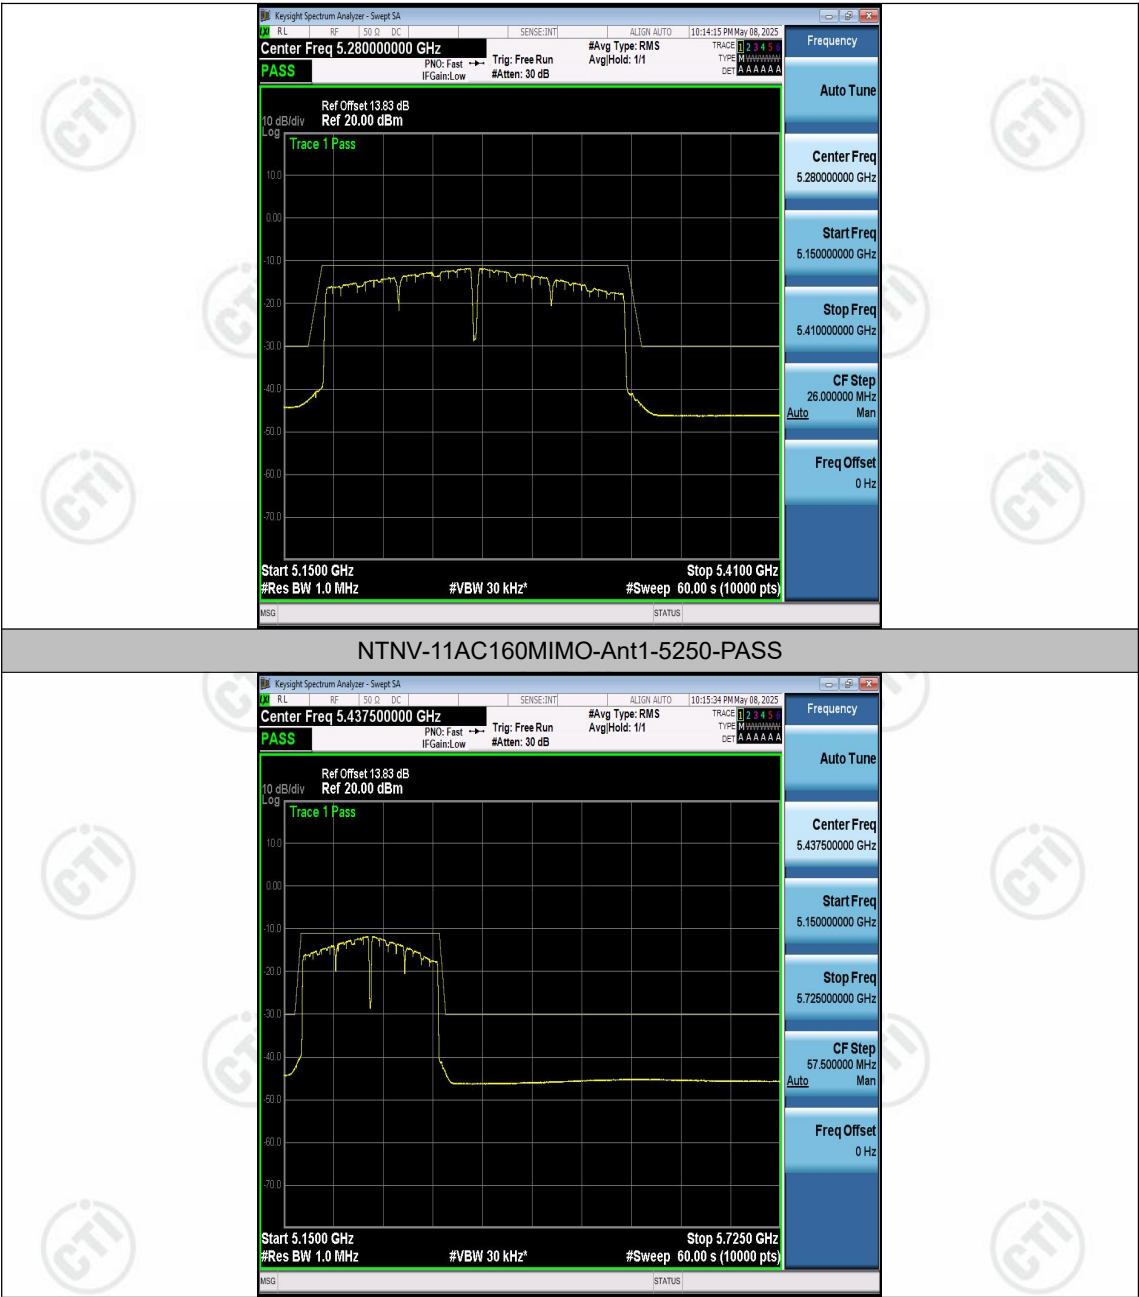 Keysight Spectrum Analyzer - Swept SA
RL RF 50 Ω DC SENSE:INT ALIGN AUTO 10:14:15 PM May 08, 2025
Center Freq 5.280000000 GHz #Avg Type: RMS TRACE 1 2 3 4 5 6
PASS PNO: Fast Trig: Free Run Avg|Hold: 1/1 TYPE M WWWWW
IFGain:Low #Atten: 30 dB DET A A A A A A
Ref Offset 13.83 dB
10 dB/div Ref 20.00 dBm
Log
Trace 1 Pass
10.0
0.00
-10.0
-20.0
-30.0
-40.0
-50.0
-60.0
-70.0
Start 5.1500 GHz Stop 5.4100 GHz
#Res BW 1.0 MHz #VBW 30 kHz* #Sweep 60.00 s (10000 pts)
MSG STATUS
Frequency
Auto Tune
Center Freq
5.280000000 GHz
Start Freq
5.150000000 GHz
Stop Freq
5.410000000 GHz
CF Step
26.000000 MHz
Auto Man
Freq Offset
0 Hz
CTI
CTI
CTI
CTI
CTI
NTNV-11AC160MIMO-Ant1-5250-PASS
Keysight Spectrum Analyzer - Swept SA
RL RF 50 Ω DC SENSE:INT ALIGN AUTO 10:15:34 PM May 08, 2025
Center Freq 5.437500000 GHz #Avg Type: RMS TRACE 1 2 3 4 5 6
PASS PNO: Fast Trig: Free Run Avg|Hold: 1/1 TYPE M WWWWW
IFGain:Low #Atten: 30 dB DET A A A A A A
Ref Offset 13.83 dB
10 dB/div Ref 20.00 dBm
Log
Trace 1 Pass
10.0
0.00
-10.0
-20.0
-30.0
-40.0
-50.0
-60.0
-70.0
Start 5.1500 GHz Stop 5.7250 GHz
#Res BW 1.0 MHz #VBW 30 kHz* #Sweep 60.00 s (10000 pts)
MSG STATUS
Frequency
Auto Tune
Center Freq
5.437500000 GHz
Start Freq
5.150000000 GHz
Stop Freq
5.725000000 GHz
CF Step
57.500000 MHz
Auto Man
Freq Offset
0 Hz
CTI
CTI
CTI
CTI